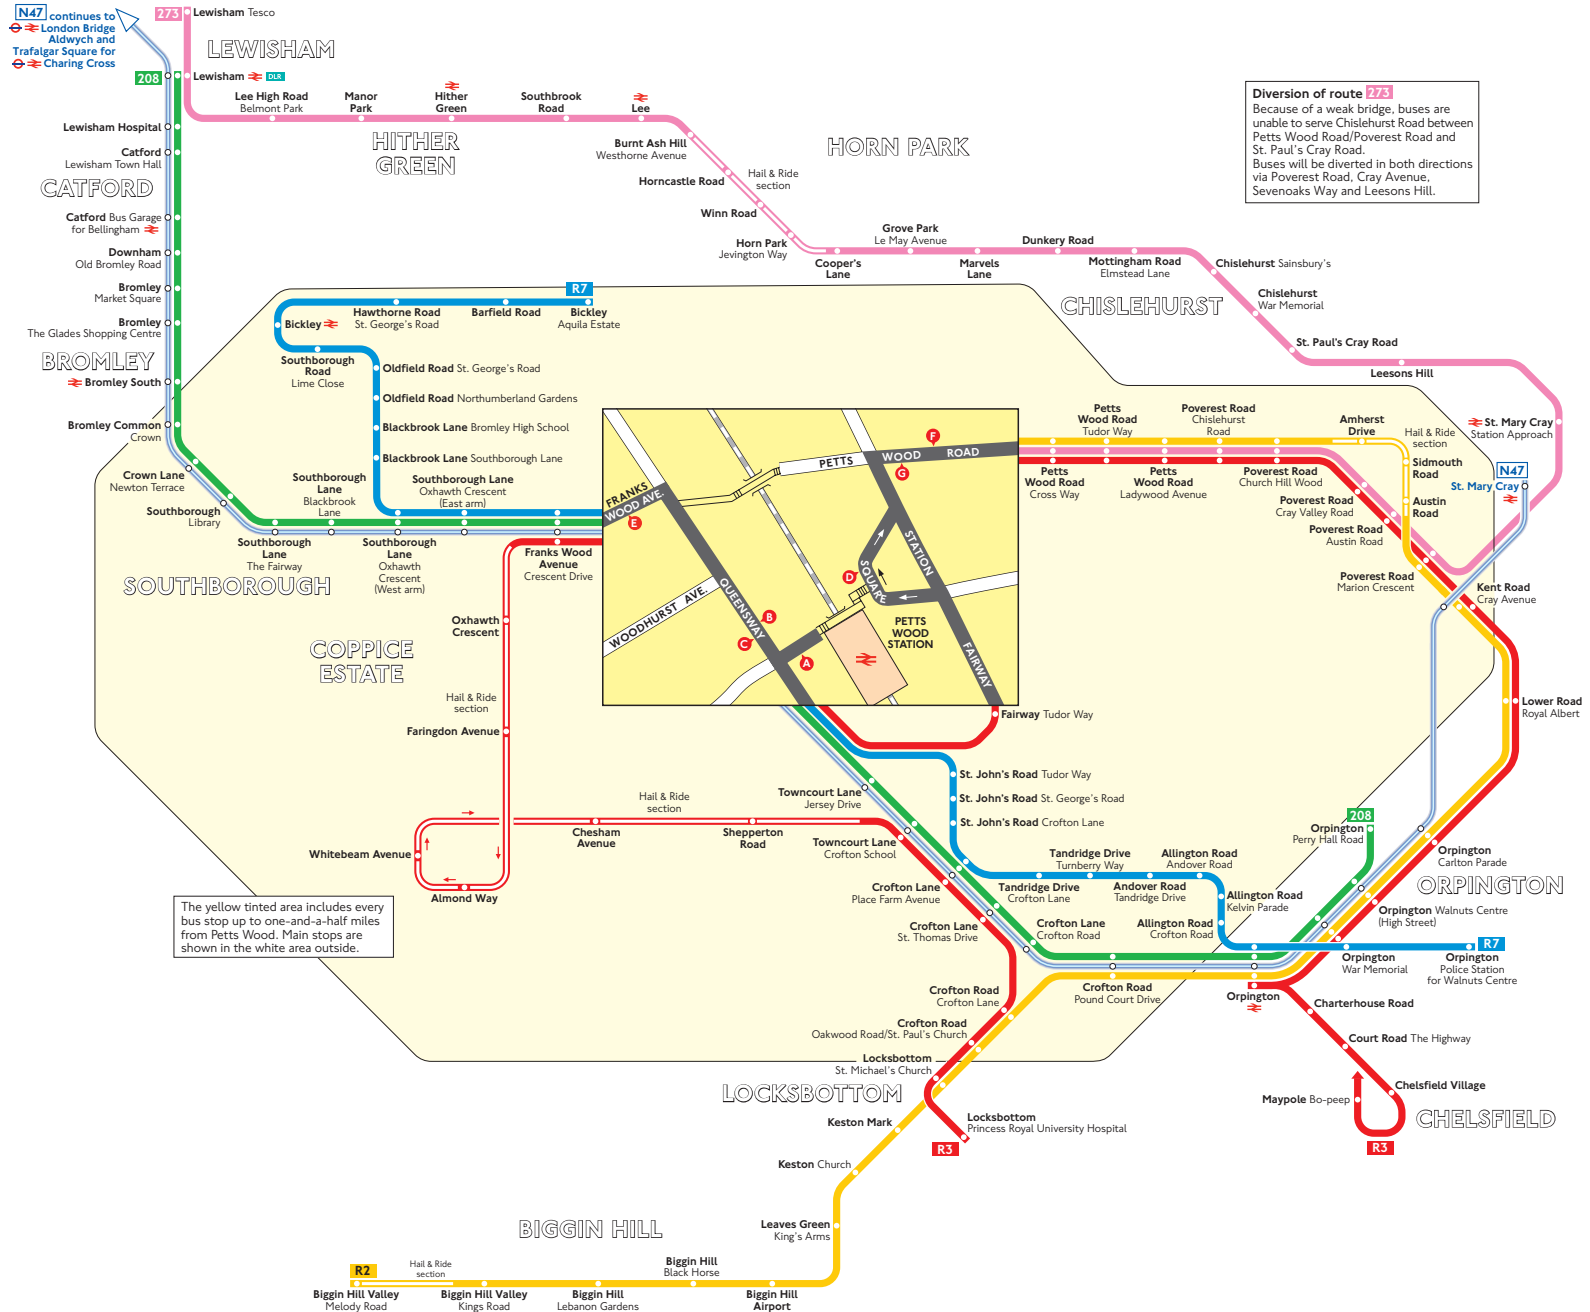 N47 continues to
London Bridge
Aldwych and
Trafalgar Square for
Charing Cross
273
Lewisham Tesco
LEWISHAM
208
Lewisham DLR
Lee High Road
Belmont Park
Manor
Park
Hither
Green
Southbrook
Road
Lee
HITHER
GREEN
Burnt Ash Hill
Westhorne Avenue
Horncastle Road
Hail & Ride
section
Winn Road
Horn Park
Jevington Way
HORN PARK
Cooper's
Lane
Grove Park
Le May Avenue
Marvels
Lane
Dunkery Road
Mottingham Road
Elmstead Lane
Chislehurst Sainsbury's
Chislehurst
War Memorial
CHISLEHURST
St. Paul's Cray Road
Leesons Hill
St. Mary Cray
Station Approach
N47
St. Mary Cray
Diversion of route 273
Because of a weak bridge, buses are
unable to serve Chislehurst Road between
Petts Wood Road/Poverest Road and
St. Paul's Cray Road.
Buses will be diverted in both directions
via Poverest Road, Cray Avenue,
Sevenoaks Way and Leesons Hill.
Lewisham Hospital
Catford
Lewisham Town Hall
CATFORD
Catford Bus Garage
for Bellingham
Downham
Old Bromley Road
Bromley
Market Square
Bromley
The Glades Shopping Centre
BROMLEY
Bromley South
Bromley Common
Crown
Crown Lane
Newton Terrace
Southborough
Library
Southborough
Lane
Blackbrook
Lane
Southborough
Lane
The Fairway
Southborough
Lane
Oxhawth
Crescent
(West arm)
Southborough Lane
Oxhawth Crescent
(East arm)
SOUTHBOROUGH
R7
Hawthorne Road
St. George's Road
Barfield Road
Bickley
Aquila Estate
Bickley
Southborough
Road
Lime Close
Oldfield Road St. George's Road
Oldfield Road Northumberland Gardens
Blackbrook Lane Bromley High School
Blackbrook Lane Southborough Lane
Franks Wood
Avenue
Crescent Drive
Oxhawth
Crescent
COPPICE
ESTATE
Hail & Ride
section
Faringdon Avenue
Whitebeam Avenue
Almond Way
Chesham
Avenue
Hail & Ride
section
Shepperton
Road
FRANKS
WOOD AVE.
E
PETTS
WOOD
ROAD
F
G
STATION
SQUARE
D
QUEENSWAY
WOODHURST AVE.
B
C
A
PETTS
WOOD
STATION
FAIRWAY
Petts
Wood Road
Tudor Way
Poverest Road
Chislehurst
Road
Amherst
Drive
Hail & Ride
section
Sidmouth
Road
Austin
Road
Petts
Wood Road
Cross Way
Petts
Wood Road
Ladywood Avenue
Poverest Road
Church Hill Wood
Poverest Road
Cray Valley Road
Poverest Road
Austin Road
Poverest Road
Marion Crescent
Kent Road
Cray Avenue
Lower Road
Royal Albert
Fairway Tudor Way
St. John's Road Tudor Way
St. John's Road St. George's Road
St. John's Road Crofton Lane
Towncourt Lane
Jersey Drive
Towncourt Lane
Crofton School
Crofton Lane
Place Farm Avenue
Crofton Lane
St. Thomas Drive
Tandridge Drive
Turnberry Way
Allington Road
Andover Road
Tandridge Drive
Crofton Lane
Andover Road
Tandridge Drive
Allington Road
Kelvin Parade
Crofton Lane
Crofton Road
Allington Road
Crofton Road
208
Orpington
Perry Hall Road
Orpington
Carlton Parade
ORPINGTON
Orpington Walnuts Centre
(High Street)
R7
Orpington
War Memorial
Orpington
Police Station
for Walnuts Centre
Crofton Road
Crofton Lane
Crofton Road
Pound Court Drive
Orpington
Charterhouse Road
Court Road The Highway
Chelsfield Village
Maypole Bo-peep
CHELSFIELD
R3
Crofton Road
Oakwood Road/St. Paul's Church
Locksbottom
St. Michael's Church
LOCKSBOTTOM
Locksbottom
Princess Royal University Hospital
R3
Keston Mark
Keston Church
Leaves Green
King's Arms
BIGGIN HILL
R2
Hail & Ride
section
Biggin Hill Valley
Melody Road
Biggin Hill Valley
Kings Road
Biggin Hill
Lebanon Gardens
Biggin Hill
Black Horse
Biggin Hill
Airport
The yellow tinted area includes every
bus stop up to one-and-a-half miles
from Petts Wood. Main stops are
shown in the white area outside.